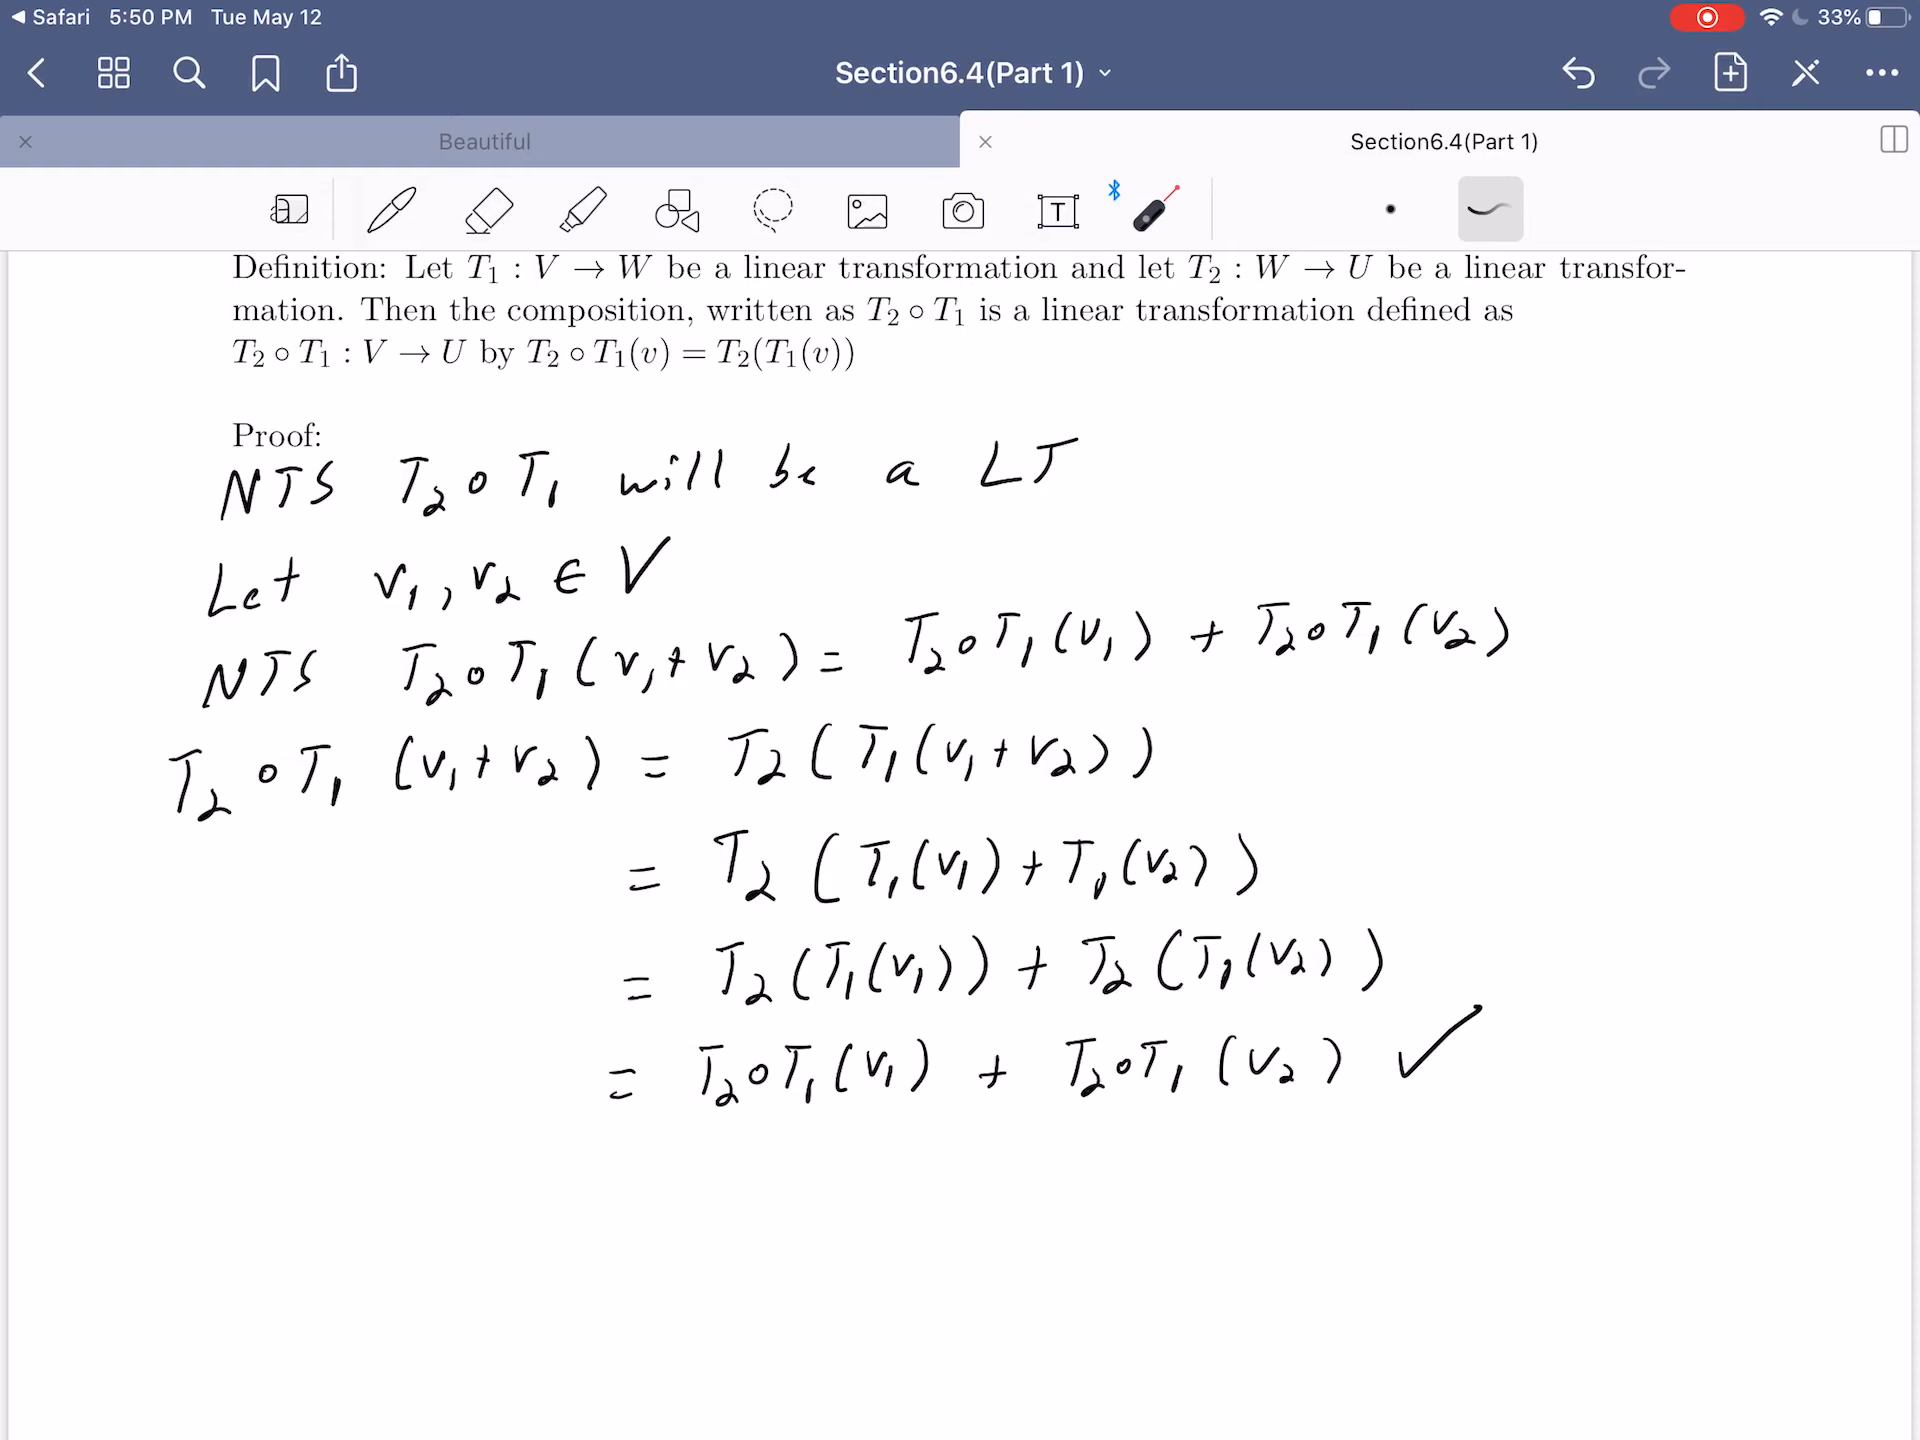 Safari 5:50 PM Tue May 12 33%
Section6.4(Part 1)
Beautiful Section6.4(Part 1)
Definition: Let T₁ : V → W be a linear transformation and let T₂ : W → U be a linear transfor-
mation. Then the composition, written as T₂ ∘ T₁ is a linear transformation defined as
T₂ ∘ T₁ : V → U by T₂ ∘ T₁(v) = T₂(T₁(v))
Proof:
NTS T₂ ∘ T₁ will be a LT
Let v₁, v₂ ∈ V
NTS T₂ ∘ T₁ (v₁ + v₂) = T₂ ∘ T₁ (v₁) + T₂ ∘ T₁ (v₂)
T₂ ∘ T₁ (v₁ + v₂) = T₂ (T₁ (v₁ + v₂))
= T₂ (T₁(v₁) + T₁(v₂))
= T₂ (T₁(v₁)) + T₂ (T₁(v₂))
= T₂ ∘ T₁ (v₁) + T₂ ∘ T₁ (v₂) ✓